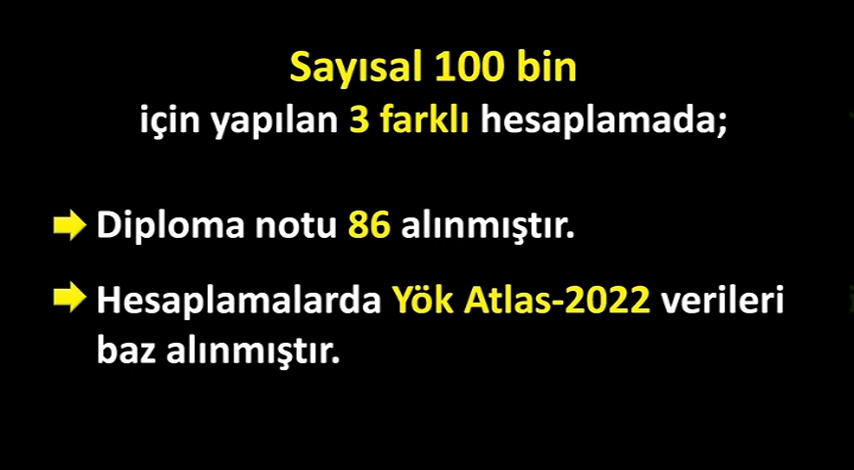 Sayısal 100 bin
için yapılan 3 farklı hesaplamada;
Diploma notu 86 alınmıştır.
Hesaplamalarda Yök Atlas-2022 verileri
baz alınmıştır.